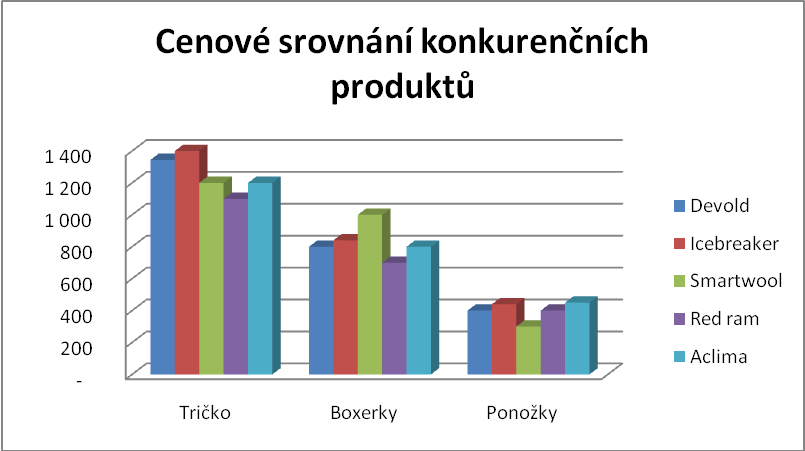 Cenové srovnání konkurenčních
produktů
1 400
1 200
1 000
800
600
400
200
-
Tričko
Boxerky
Ponožky
Devold
Icebreaker
Smartwool
Red ram
Aclima